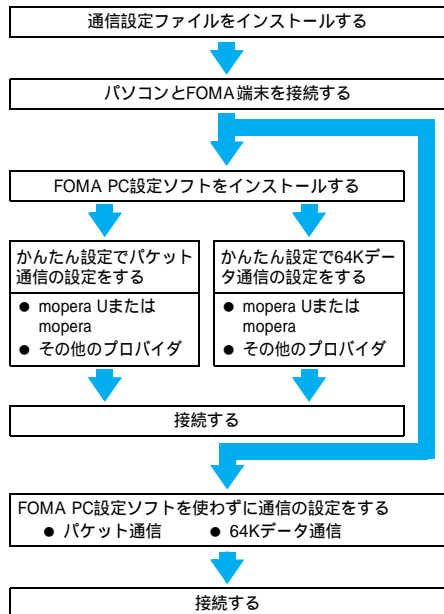 通信設定ファイルをインストールする
パソコンとFOMA端末を接続する
FOMA PC設定ソフトをインストールする
かんたん設定でパケット
通信の設定をする
● mopera Uまたは
mopera
● その他のプロバイダ
かんたん設定で64Kデー
タ通信の設定をする
● mopera Uまたは
mopera
● その他のプロバイダ
接続する
FOMA PC設定ソフトを使わずに通信の設定をする
● パケット通信 ● 64Kデータ通信
接続する